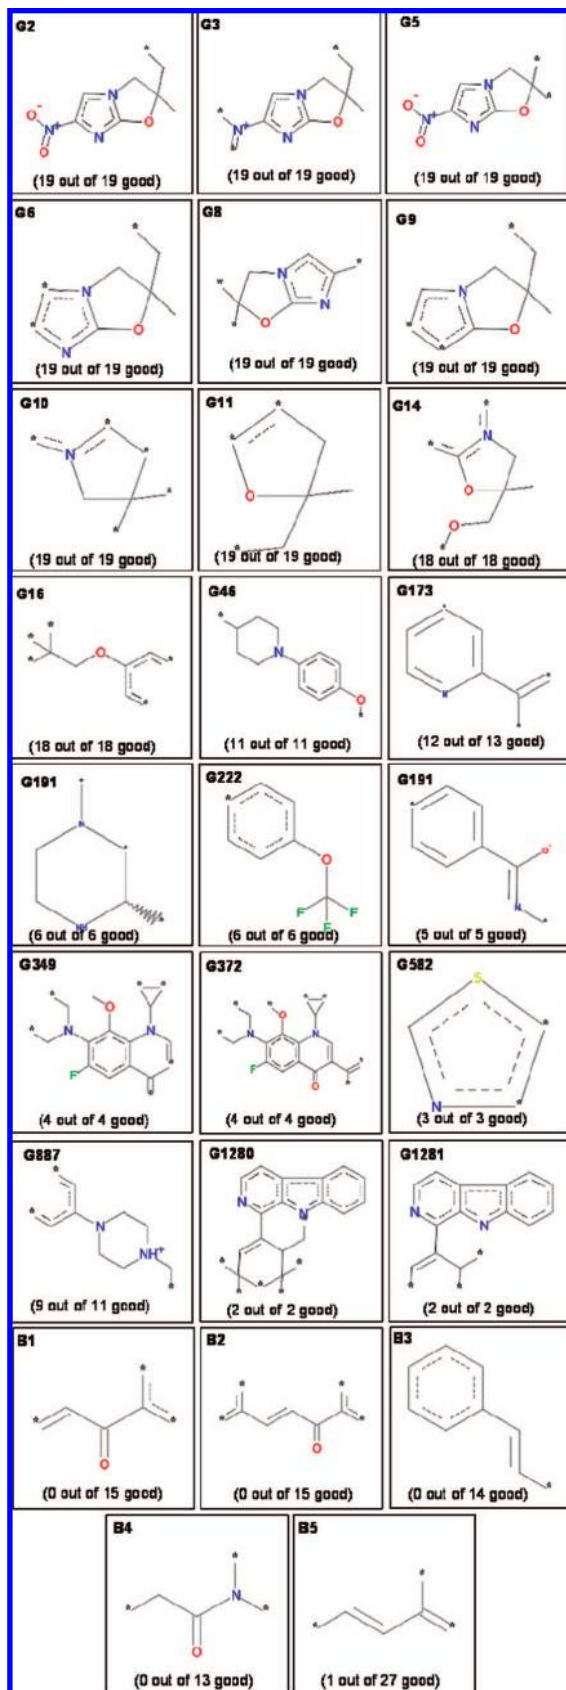 G2 G3 G5
(19 out of 19 good) (19 out of 19 good) (19 out of 19 good)
G6 G8 G9
(19 out of 19 good) (19 out of 19 good) (19 out of 19 good)
G10 G11 G14
(19 out of 19 good) (19 out of 19 good) (18 out of 18 good)
G16 G46 G173
(18 out of 18 good) (11 out of 11 good) (12 out of 13 good)
G191 G222 G191
(6 out of 6 good) (6 out of 6 good) (5 out of 5 good)
G349 G372 G582
(4 out of 4 good) (4 out of 4 good) (3 out of 3 good)
G887 G1280 G1281
(9 out of 11 good) (2 out of 2 good) (2 out of 2 good)
B1 B2 B3
(0 out of 15 good) (0 out of 15 good) (0 out of 14 good)
B4 B5
(0 out of 13 good) (1 out of 27 good)